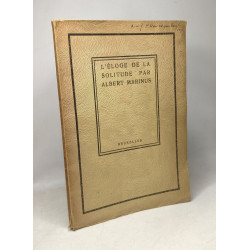 L'ÉLOGE DE LA
SOLITUDE PAR
ALBERT MARINUS
BRUXELLES